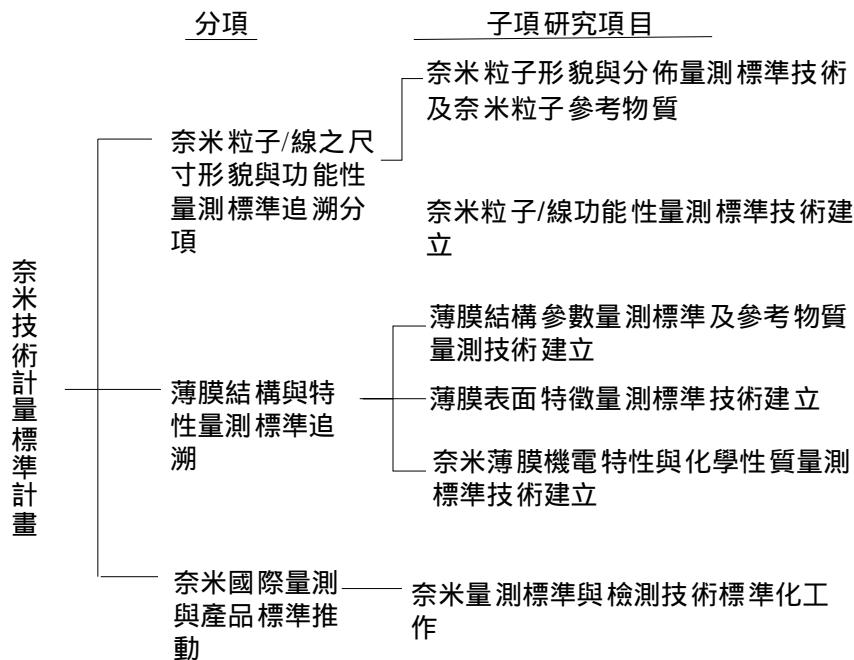 分項
子項研究項目
奈米技術計量標準計畫
奈米粒子/線之尺
寸形貌與功能性
量測標準追溯分
項
奈米粒子形貌與分佈量測標準技術
及奈米粒子參考物質
奈米粒子/線功能性量測標準技術建
立
薄膜結構與特
性量測標準追
溯
薄膜結構參數量測標準及參考物質
量測技術建立
薄膜表面特徵量測標準技術建立
奈米薄膜機電特性與化學性質量測
標準技術建立
奈米國際量測
與產品標準推
動
奈米量測標準與檢測技術標準化工
作